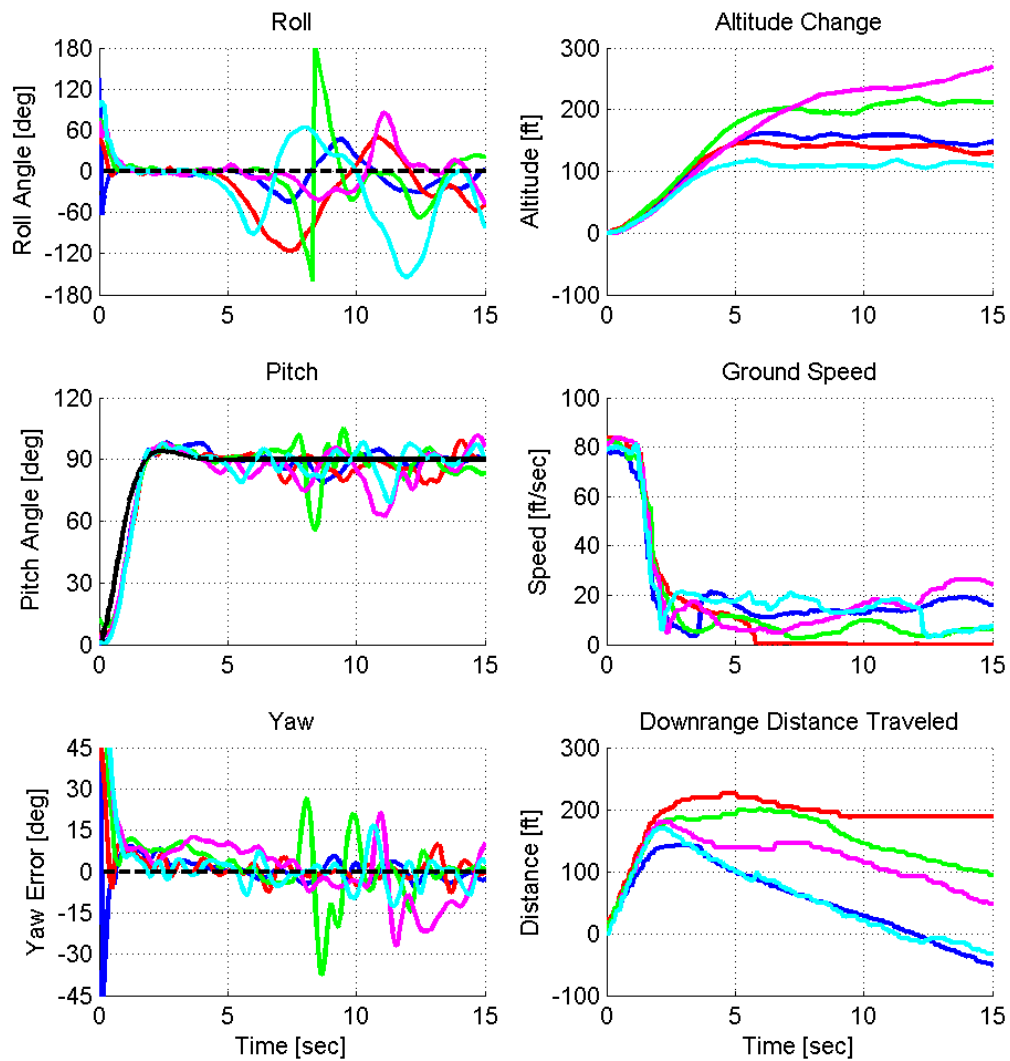 Roll
Roll Angle [deg]
180
120
60
0
-60
-120
-180
0 5 10 15
Altitude Change
Altitude [ft]
300
200
100
0
-100
0 5 10 15
Pitch
Pitch Angle [deg]
120
90
60
30
0
0 5 10 15
Ground Speed
Speed [ft/sec]
100
80
60
40
20
0
0 5 10 15
Yaw
Yaw Error [deg]
45
30
15
0
-15
-30
-45
0 5 10 15
Time [sec]
Downrange Distance Traveled
Distance [ft]
300
200
100
0
-100
0 5 10 15
Time [sec]